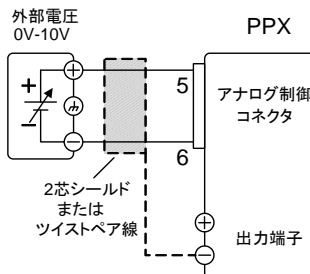 外部電圧
0V-10V
PPX
5
アナログ制御
コネクタ
6
2芯シールド
または
ツイストペア線
出力端子